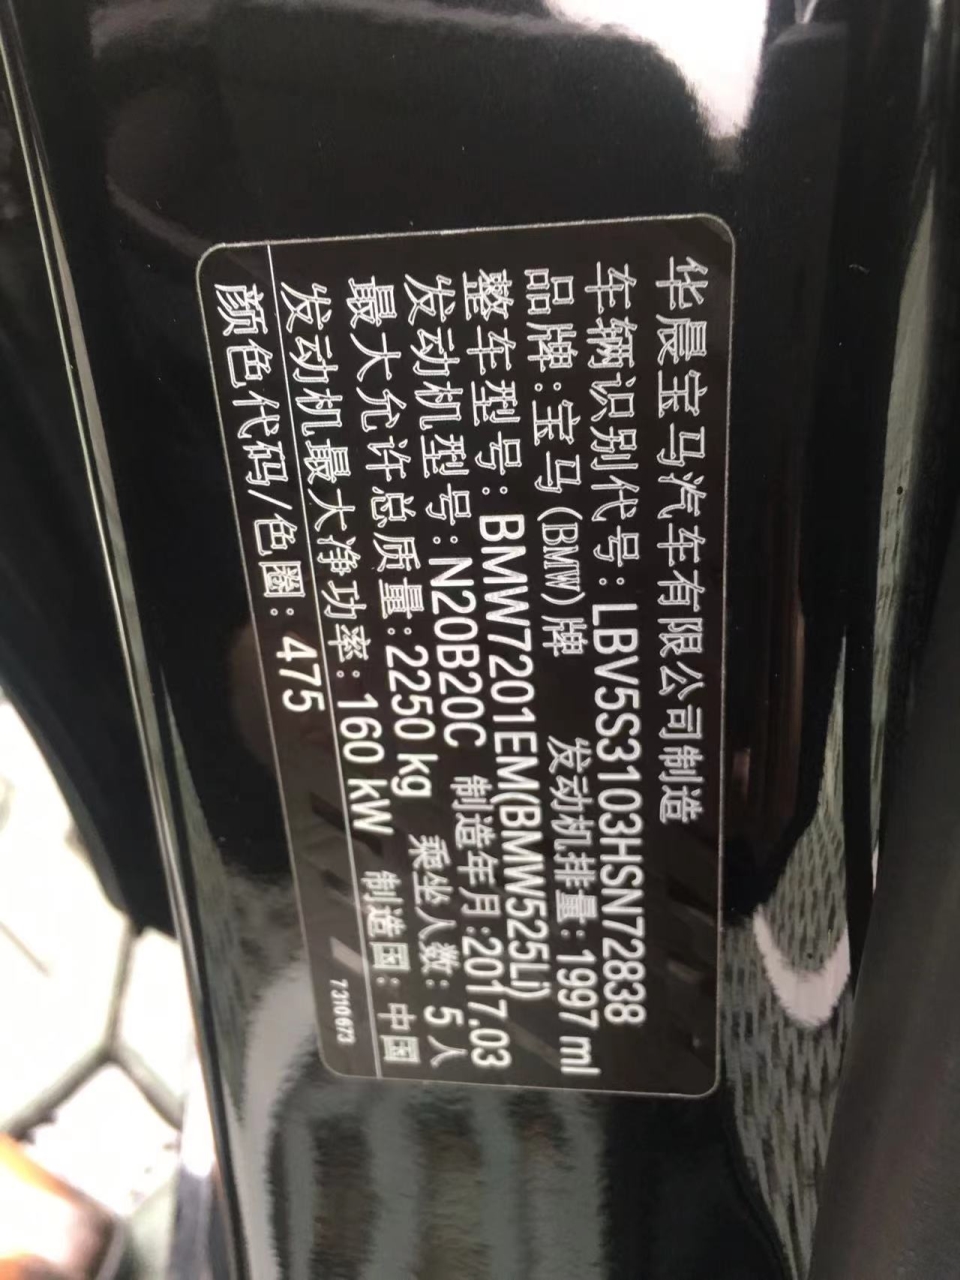 华晨宝马汽车有限公司制造
车辆识别代号:LBV5S3103HSN72838
品牌:宝马(BMW)牌 发动机排量:1997 ml
整车型号:BMW7201EM(BMW525Li)
发动机型号:N20B20C 制造年月:2017.03
最大允许总质量:2250 kg 乘坐人数: 5人
发动机最大净功率:160 kW 制造国: 中国
颜色代码/色圈: 475
7310673